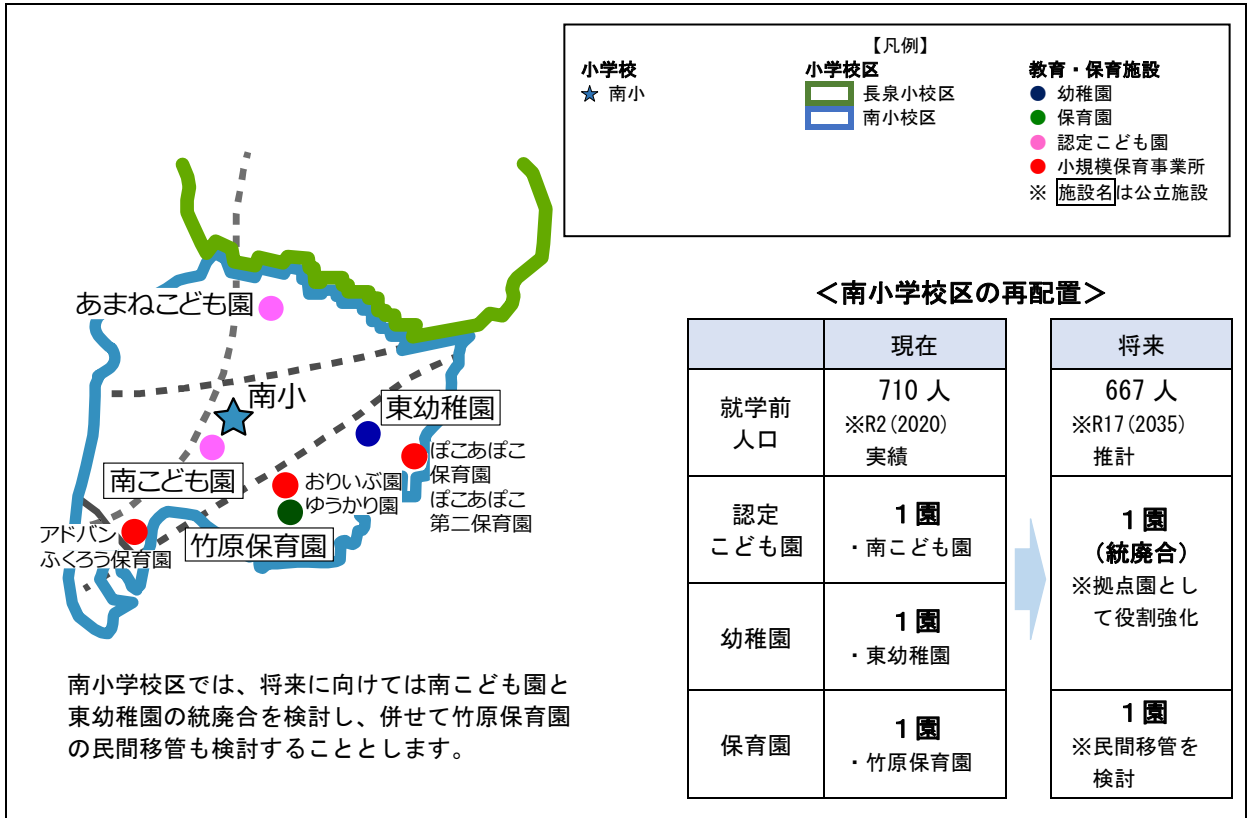 【凡例】
小学校
★ 南小
小学校区
長泉小校区
南小校区
教育・保育施設
● 幼稚園
● 保育園
● 認定こども園
● 小規模保育事業所
※ 施設名は公立施設
あまねこども園
南小
東幼稚園
南こども園
ぽこあぽこ
保育園
ぽこあぽこ
第二保育園
おりいぶ園
ゆうかり園
竹原保育園
アドバン
ふくろう保育園
南小学校区では、将来に向けては南こども園と
東幼稚園の統廃合を検討し、併せて竹原保育園
の民間移管も検討することとします。
＜南小学校区の再配置＞
現在
将来
就学前
人口
710 人
※R2(2020)
実績
667 人
※R17(2035)
推計
認定
こども園
１園
・南こども園
１園
(統廃合)
※拠点園とし
て役割強化
幼稚園
１園
・東幼稚園
保育園
１園
・竹原保育園
１園
※民間移管を
検討